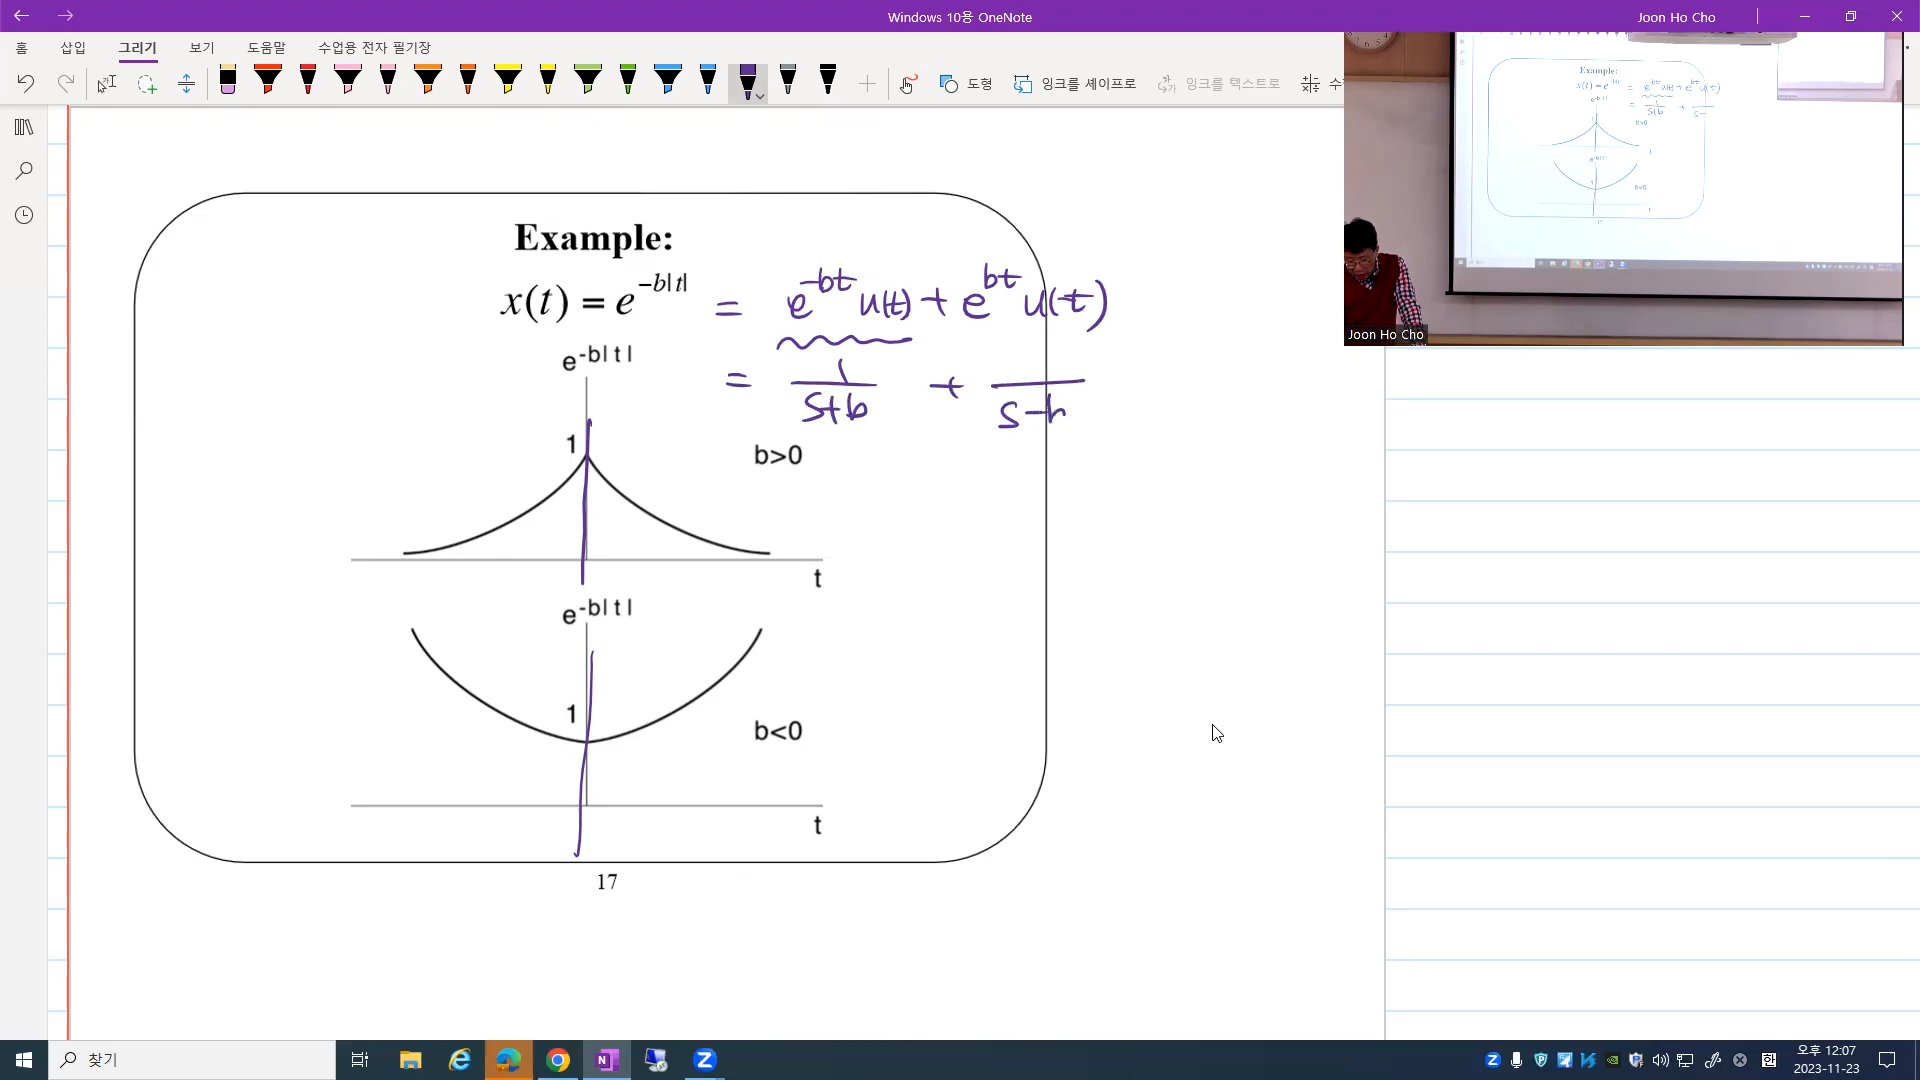 Windows 10용 OneNote
Joon Ho Cho
홈 삽입 그리기 보기 도움말 수업용 전자 필기장
도형 잉크를 셰이프로 잉크를 텍스트로 수
Example:
x(t) = e^{-b|t|} = e^{-bt} u(t) + e^{bt} u(t)
= 1/(s+b) + /(s-b
e^{-b|t|}
1
b>0
t
e^{-b|t|}
1
b<0
t
17
Joon Ho Cho
찾기
오후 12:07
2023-11-23